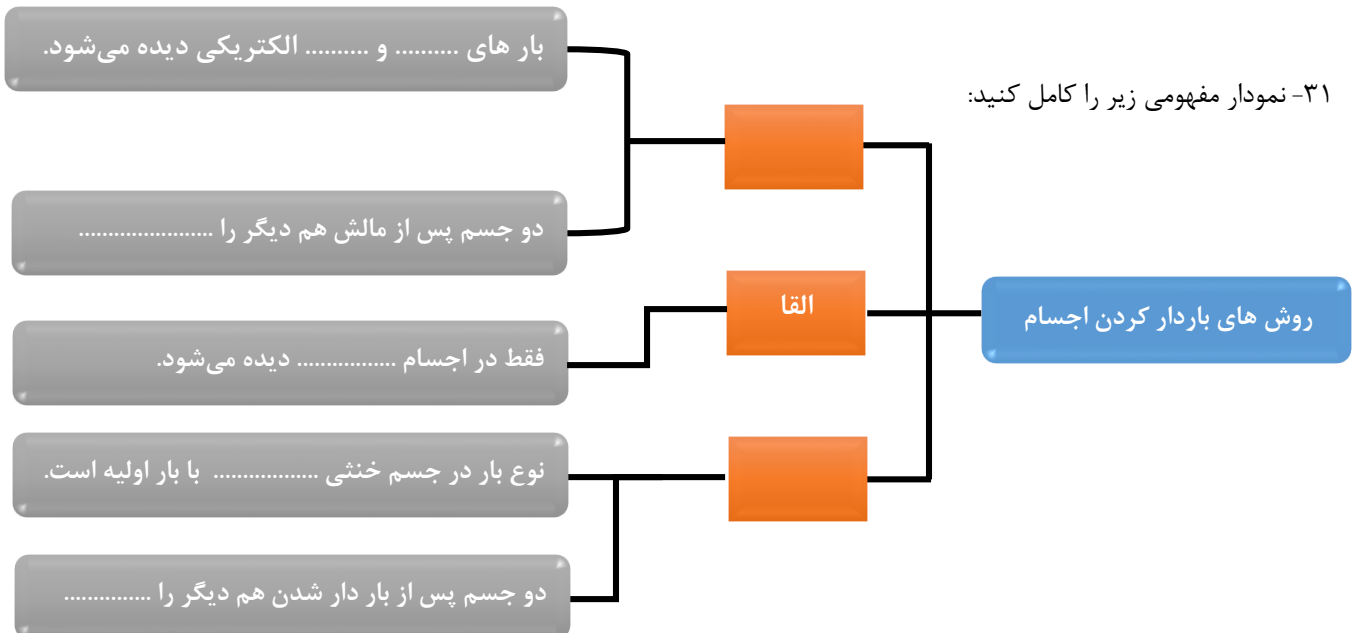 ۳۱- نمودار مفهومی زیر را کامل کنید:
روش های باردار کردن اجسام
بار های .......... و .......... الکتریکی دیده می‌شود.
دو جسم پس از مالش هم دیگر را .......................
القا
فقط در اجسام ................. دیده می‌شود.
نوع بار در جسم خنثی .................. با بار اولیه است.
دو جسم پس از بار دار شدن هم دیگر را ...............